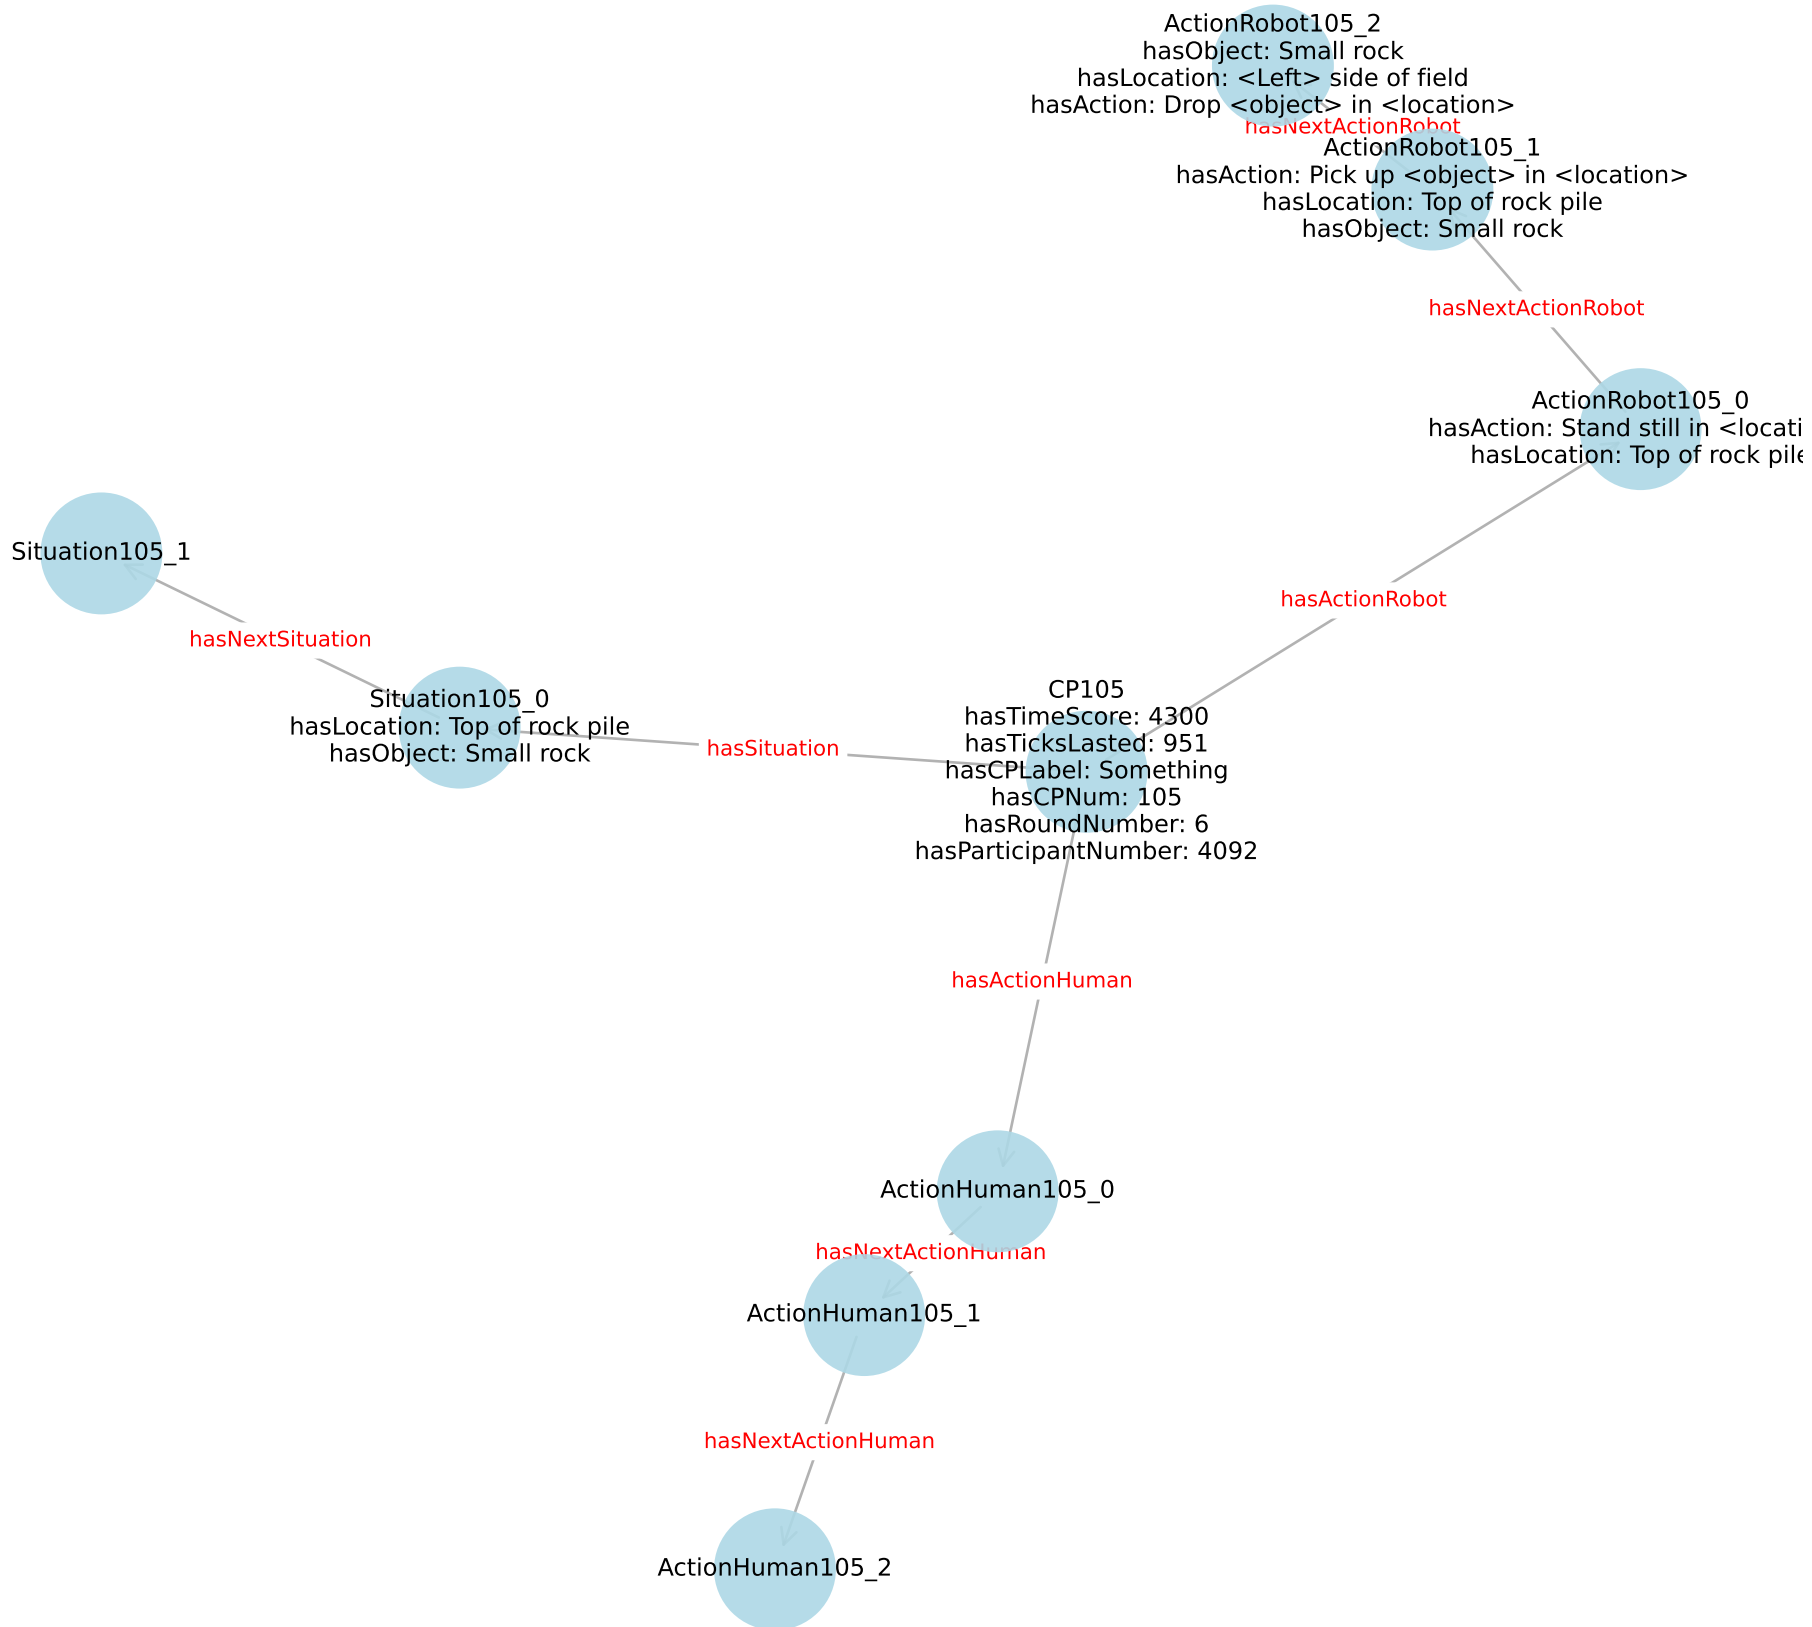 ActionRobot105_2
hasObject: Small rock
hasLocation: <Left> side of field
hasAction: Drop <object> in <location>
hasNextActionRobot
ActionRobot105_1
hasAction: Pick up <object> in <location>
hasLocation: Top of rock pile
hasObject: Small rock
hasNextActionRobot
ActionRobot105_0
hasAction: Stand still in <locati
hasLocation: Top of rock pile
hasActionRobot
Situation105_1
hasNextSituation
Situation105_0
hasLocation: Top of rock pile
hasObject: Small rock
hasSituation
CP105
hasTimeScore: 4300
hasTicksLasted: 951
hasCPLabel: Something
hasCPNum: 105
hasRoundNumber: 6
hasParticipantNumber: 4092
hasActionHuman
ActionHuman105_0
hasNextActionHuman
ActionHuman105_1
hasNextActionHuman
ActionHuman105_2